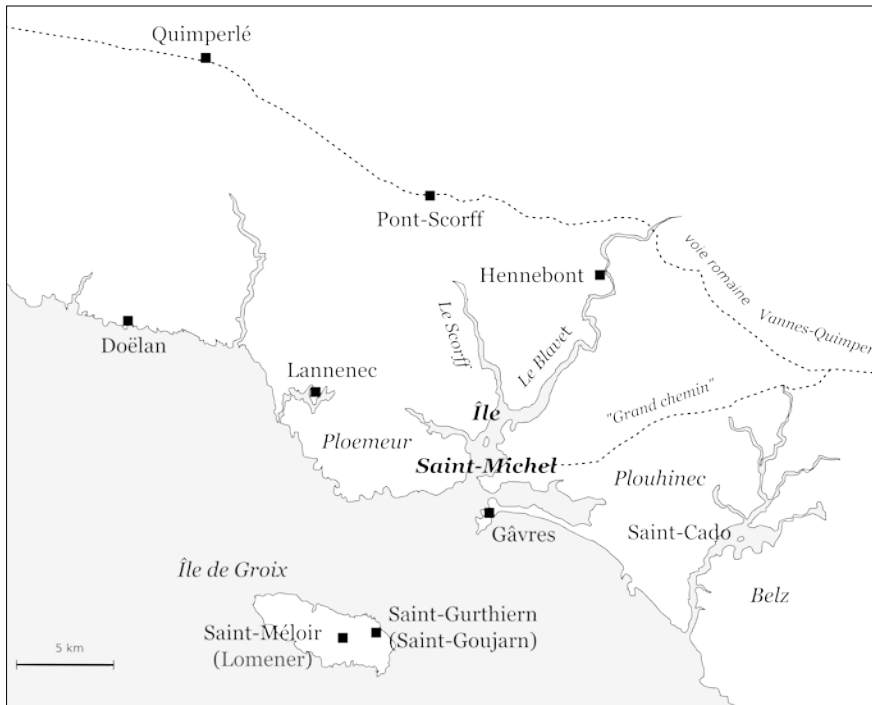 Quimperlé
Pont-Scorff
Hennebont
voie romaine
Vannes-Quimper
Doëlan
Le Scorff
Le Blavet
Lannenec
"Grand chemin"
Île
Ploemeur
Saint-Michel
Plouhinec
Gâvres
Saint-Cado
Île de Groix
Belz
Saint-Gurthiern
(Saint-Goujarn)
Saint-Méloir
(Lomener)
5 km